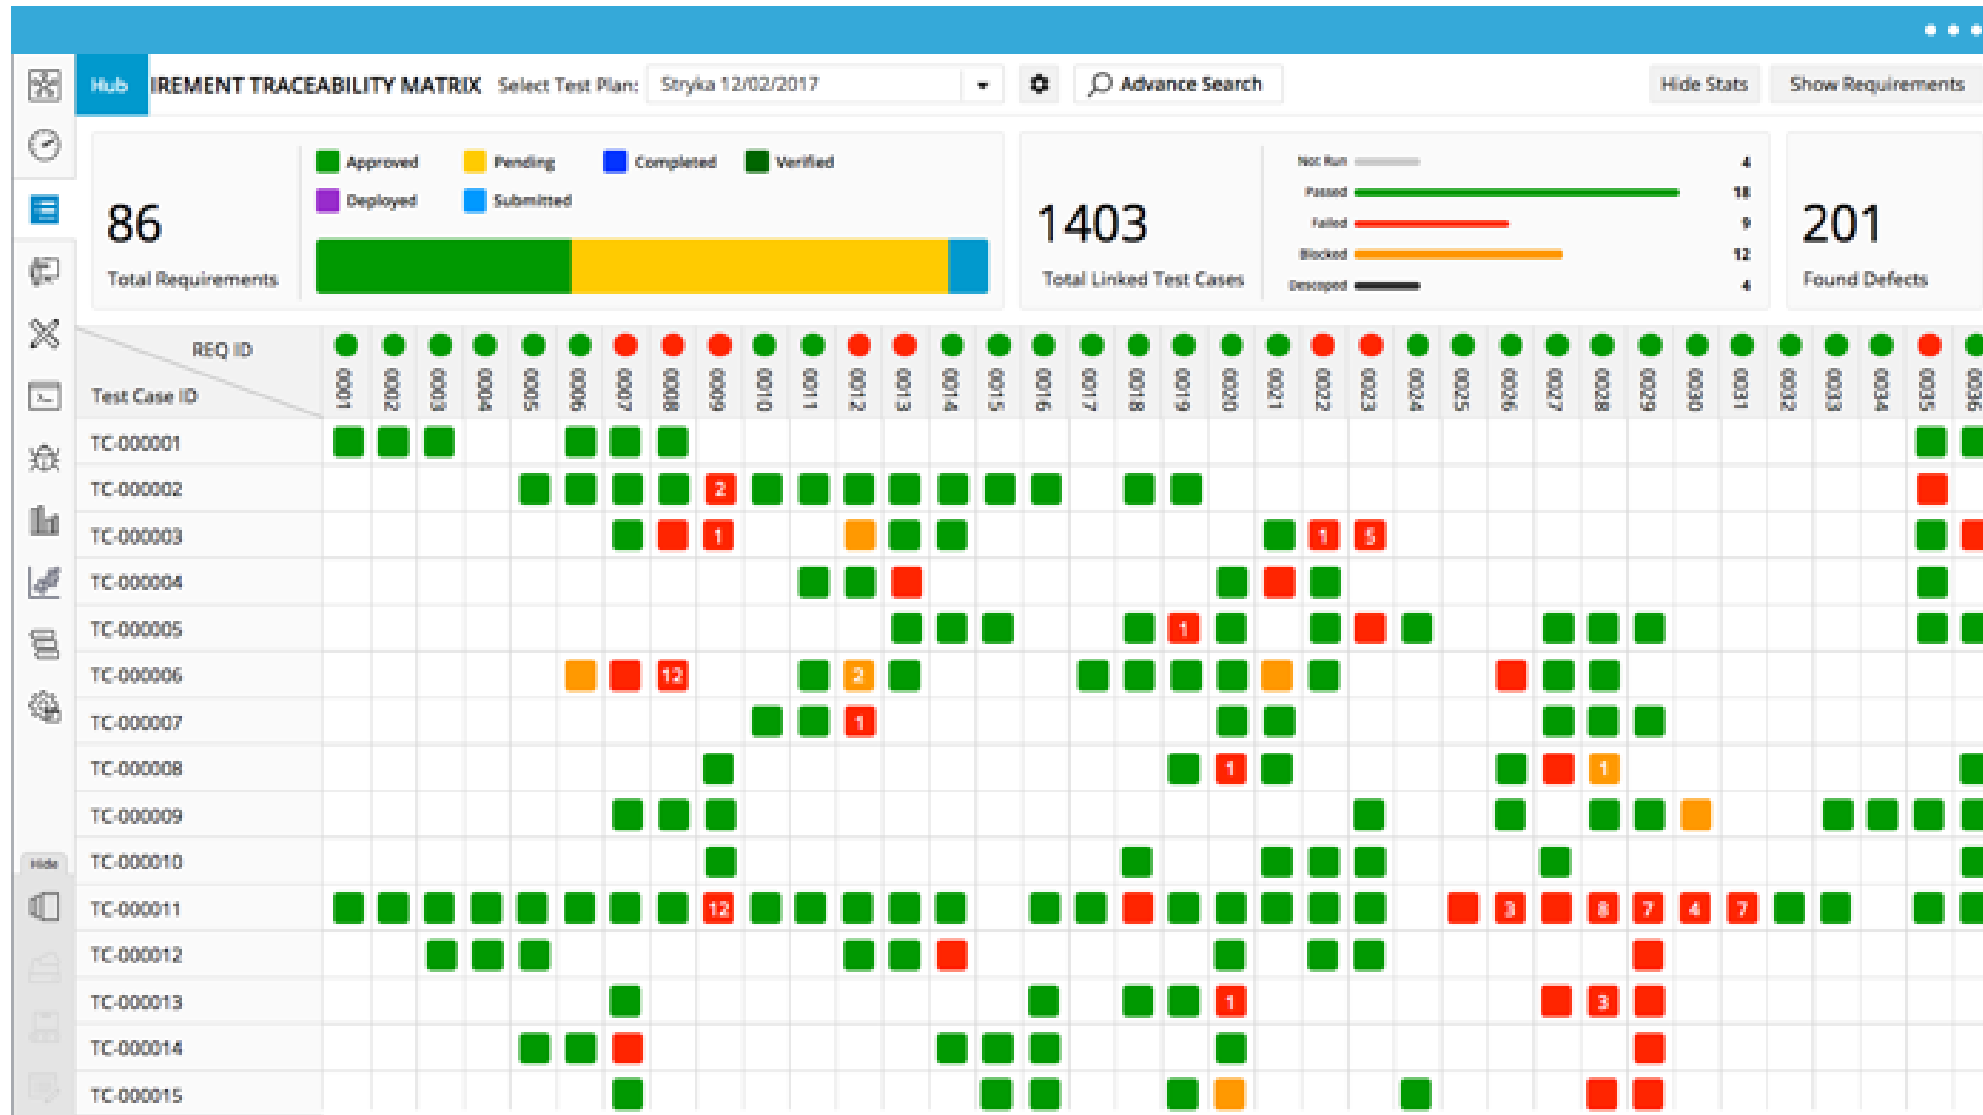 Hub IREMENT TRACEABILITY MATRIX Select Test Plan: Stryka 12/02/2017 Advance Search Hide Stats Show Requirements
Approved Pending Completed Verified
Deployed Submitted
86
Total Requirements
1403
Total Linked Test Cases
Not Run 4
Passed 18
Failed 9
Blocked 12
Descoped 4
201
Found Defects
REQ ID
Test Case ID
0001 0002 0003 0004 0005 0006 0007 0008 0009 0010 0011 0012 0013 0014 0015 0016 0017 0018 0019 0020 0021 0022 0023 0024 0025 0026 0027 0028 0029 0030 0031 0032 0033 0034 0035 0036
TC-000001
TC-000002 2
TC-000003 1 1 5
TC-000004
TC-000005 1
TC-000006 12 2
TC-000007 1
TC-000008 1 1
TC-000009
Hide
TC-000010
TC-000011 12 3 8 7 4 7
TC-000012
TC-000013 1 3
TC-000014
TC-000015